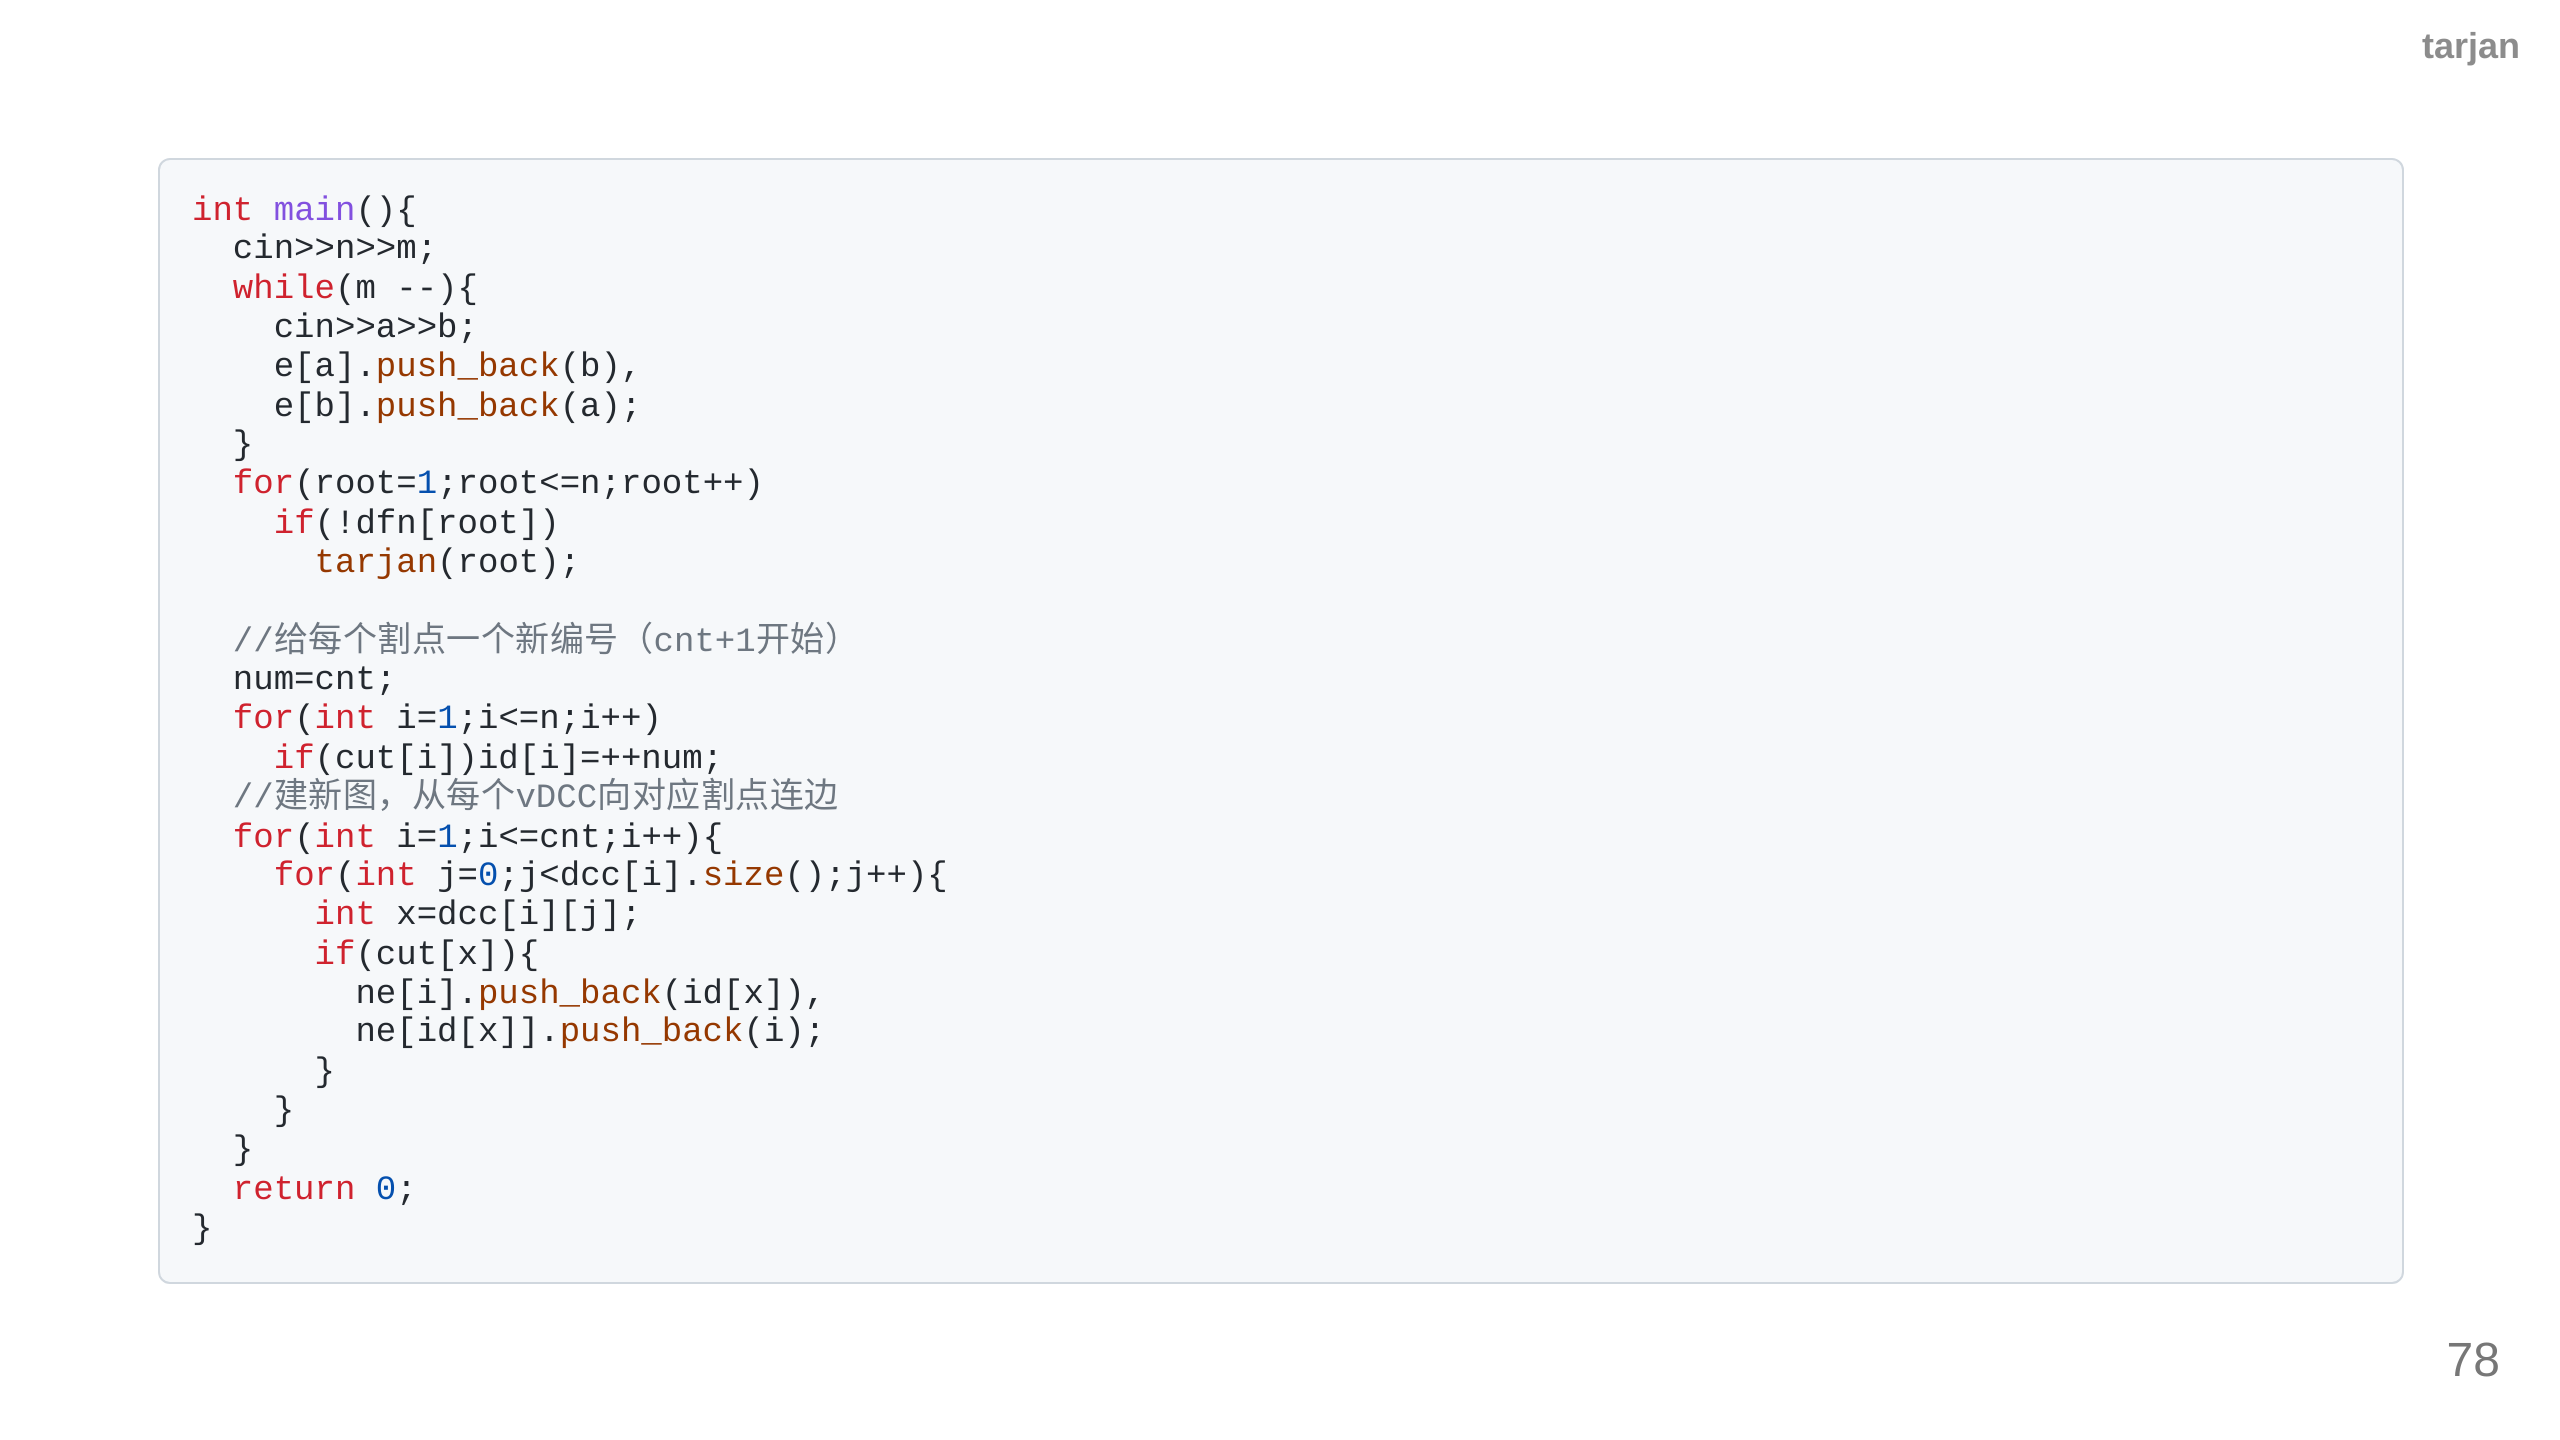 tarjan
int main(){
  cin>>n>>m;
  while(m --){
    cin>>a>>b;
    e[a].push_back(b),
    e[b].push_back(a);
  }
  for(root=1;root<=n;root++)
    if(!dfn[root])
      tarjan(root);

  //给每个割点一个新编号（cnt+1开始）
  num=cnt;
  for(int i=1;i<=n;i++)
    if(cut[i])id[i]=++num;
  //建新图，从每个vDCC向对应割点连边
  for(int i=1;i<=cnt;i++){
    for(int j=0;j<dcc[i].size();j++){
      int x=dcc[i][j];
      if(cut[x]){
        ne[i].push_back(id[x]),
        ne[id[x]].push_back(i);
      }
    }
  }
  return 0;
}
78